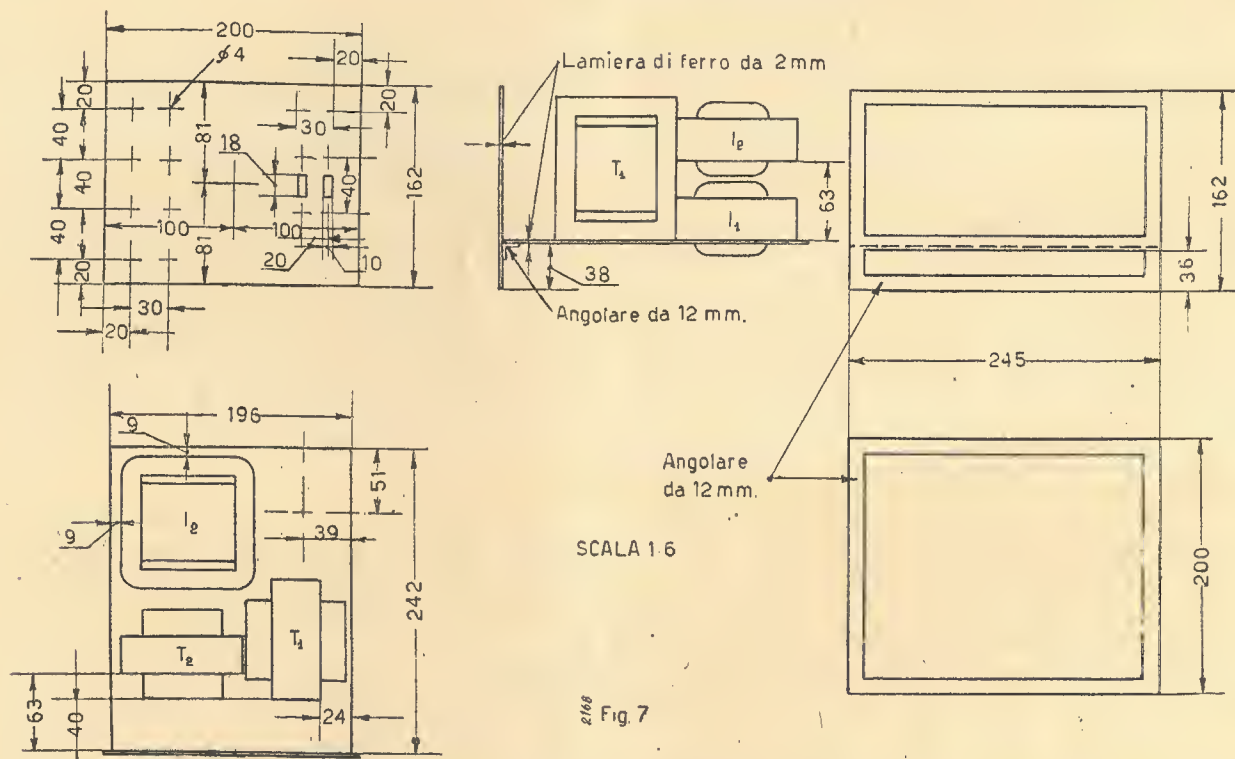 200
20
ϕ4
20
40
40
40
20
81
81
18
30
20
40
162
100
100
20
10
30
20
Lamiera di ferro da 2mm
T₁
I₂
I₁
63
38
Angolare da 12 mm.
162
36
245
196
9
9
I₂
51
39
242
T₂
T₁
63
40
24
Angolare
da 12 mm.
SCALA 1:6
200
2168
Fig. 7